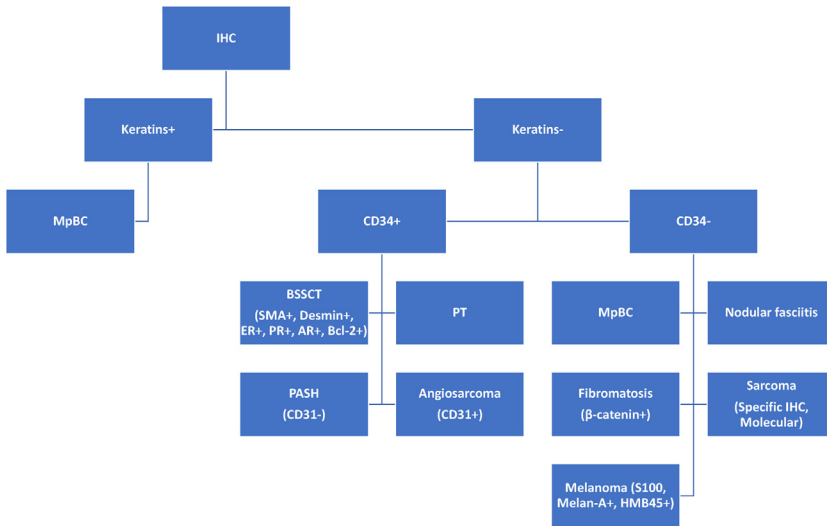 IHC
Keratins+
Keratins-
MpBC
CD34+
CD34-
BSSCT
(SMA+, Desmin+,
ER+, PR+, AR+, Bcl-2+)
PT
MpBC
Nodular fasciitis
PASH
(CD31-)
Angiosarcoma
(CD31+)
Fibromatosis
(β-catenin+)
Sarcoma
(Specific IHC,
Molecular)
Melanoma (S100,
Melan-A+, HMB45+)